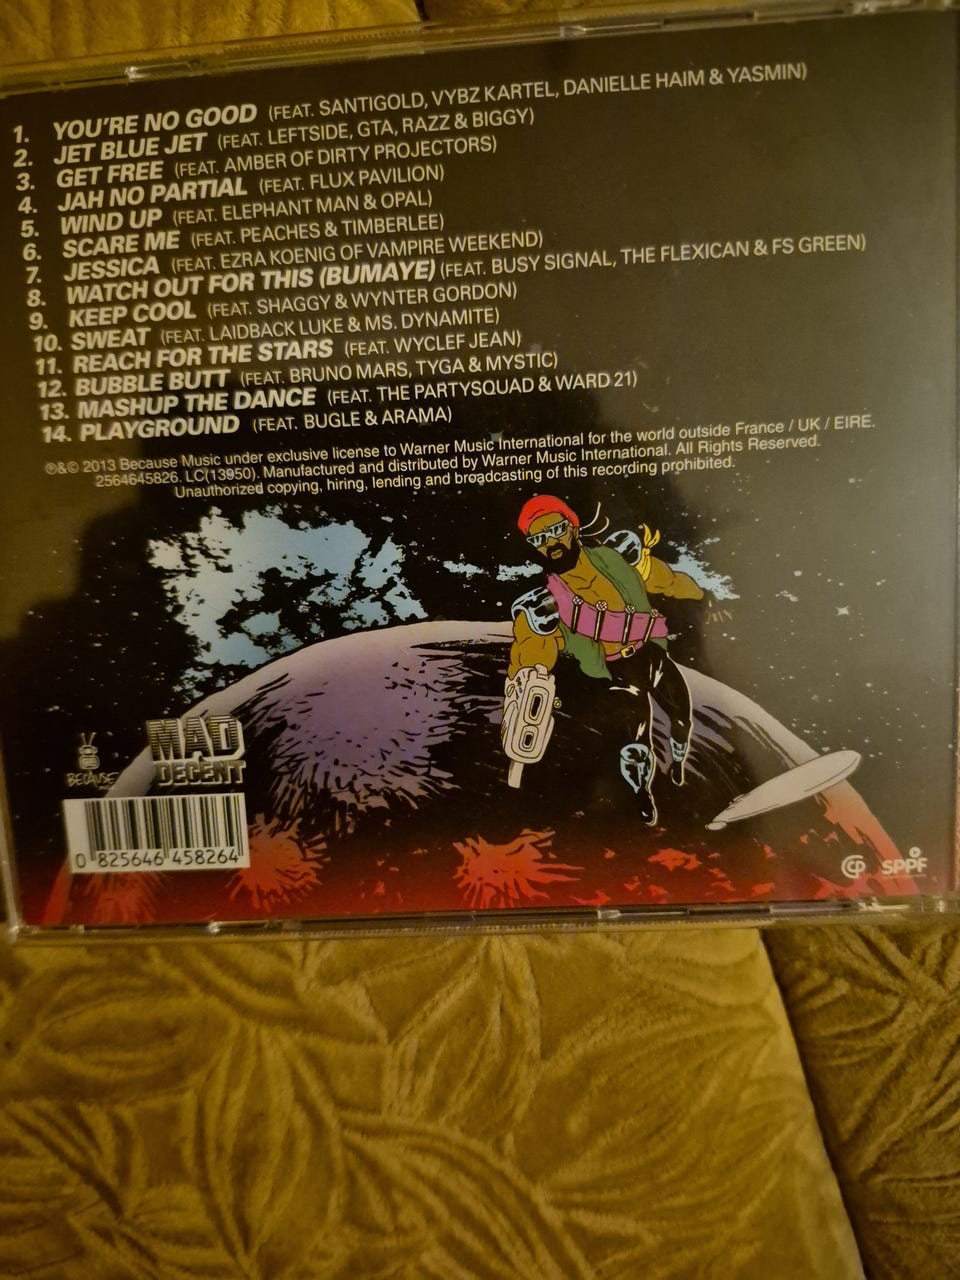 1. YOU'RE NO GOOD (FEAT. SANTIGOLD, VYBZ KARTEL, DANIELLE HAIM & YASMIN)
2. JET BLUE JET (FEAT. LEFTSIDE, GTA, RAZZ & BIGGY)
3. GET FREE (FEAT. AMBER OF DIRTY PROJECTORS)
4. JAH NO PARTIAL (FEAT. FLUX PAVILION)
5. WIND UP (FEAT. ELEPHANT MAN & OPAL)
6. SCARE ME (FEAT. PEACHES & TIMBERLEE)
7. JESSICA (FEAT. EZRA KOENIG OF VAMPIRE WEEKEND)
8. WATCH OUT FOR THIS (BUMAYE) (FEAT. BUSY SIGNAL, THE FLEXICAN & FS GREEN)
9. KEEP COOL (FEAT. SHAGGY & WYNTER GORDON)
10. SWEAT (FEAT. LAIDBACK LUKE & MS. DYNAMITE)
11. REACH FOR THE STARS (FEAT. WYCLEF JEAN)
12. BUBBLE BUTT (FEAT. BRUNO MARS, TYGA & MYSTIC)
13. MASHUP THE DANCE (FEAT. THE PARTYSQUAD & WARD 21)
14. PLAYGROUND (FEAT. BUGLE & ARAMA)
℗&© 2013 Because Music under exclusive license to Warner Music International for the world outside France / UK / EIRE.
2564645826. LC(13950). Manufactured and distributed by Warner Music International. All Rights Reserved.
Unauthorized copying, hiring, lending and broadcasting of this recording prohibited.
BECAUSE
MAD
DECENT
0 825646 458264
SPPF